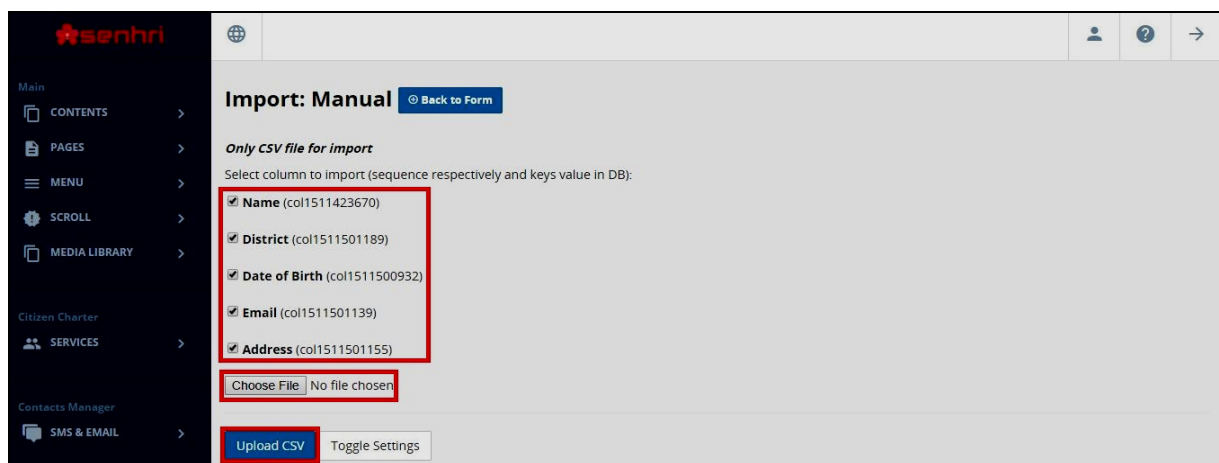 senhri
Main
CONTENTS
PAGES
MENU
SCROLL
MEDIA LIBRARY
Citizen Charter
SERVICES
Contacts Manager
SMS & EMAIL
Import: Manual
Back to Form
Only CSV file for import
Select column to import (sequence respectively and keys value in DB):
Name (col1511423670)
District (col1511501189)
Date of Birth (col1511500932)
Email (col1511501139)
Address (col1511501155)
Choose File No file chosen
Upload CSV Toggle Settings